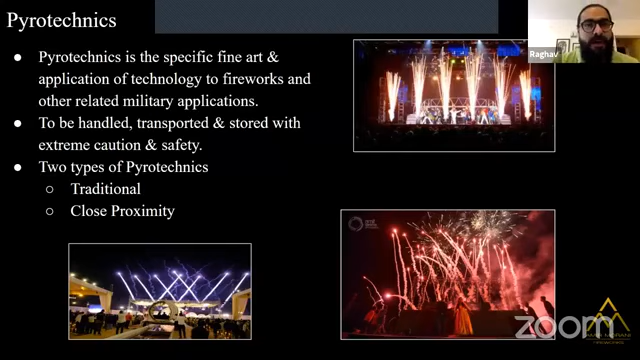 Pyrotechnics
● Pyrotechnics is the specific fine art &
application of technology to fireworks and
other related military applications.
● To be handled, transported & stored with
extreme caution & safety.
● Two types of Pyrotechnics
○ Traditional
○ Close Proximity
Raghav
zoom